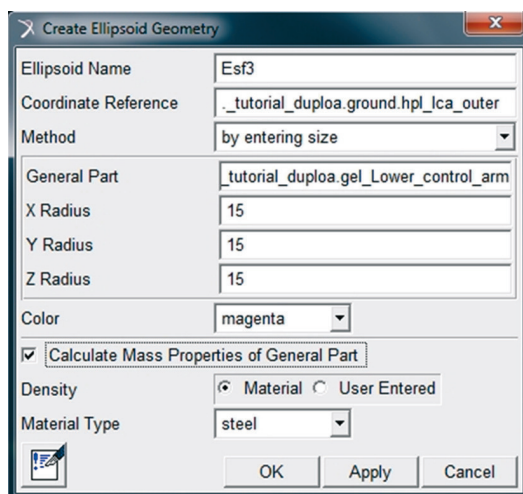 Create Ellipsoid Geometry
Ellipsoid Name Esf3
Coordinate Reference ._tutorial_duploa.ground.hpl_lca_outer
Method by entering size
General Part _tutorial_duploa.gel_Lower_control_arm
X Radius 15
Y Radius 15
Z Radius 15
Color magenta
Calculate Mass Properties of General Part
Density Material User Entered
Material Type steel
OK Apply Cancel